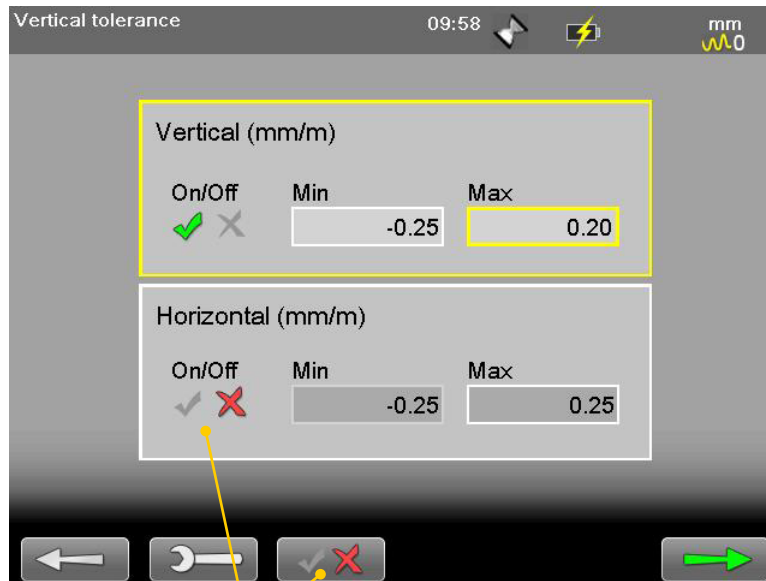 Vertical tolerance 09:58 mm
0
Vertical (mm/m)
On/Off Min Max
-0.25 0.20
Horizontal (mm/m)
On/Off Min Max
-0.25 0.25